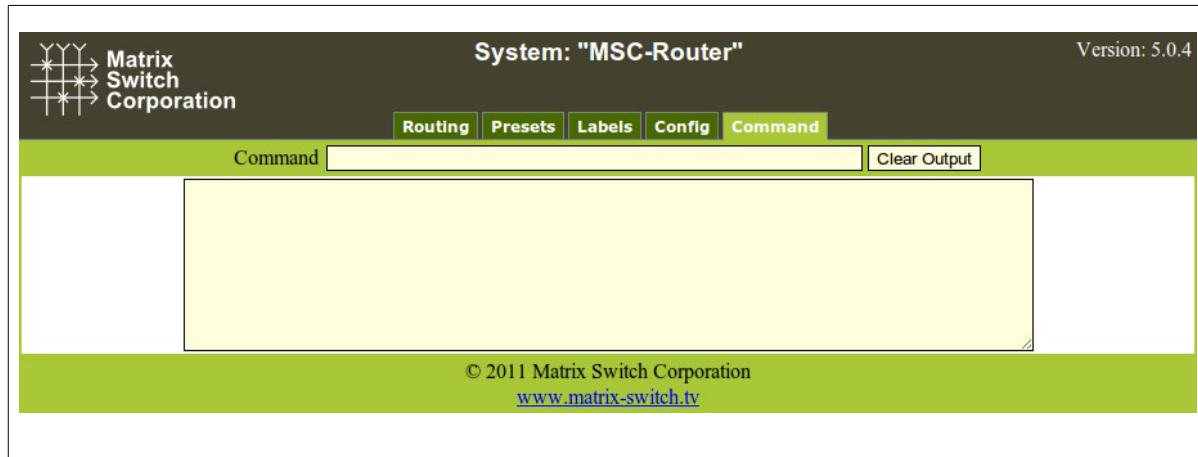 Matrix
Switch
Corporation
System: "MSC-Router"
Version: 5.0.4
Routing Presets Labels Config Command
Command Clear Output
© 2011 Matrix Switch Corporation
www.matrix-switch.tv